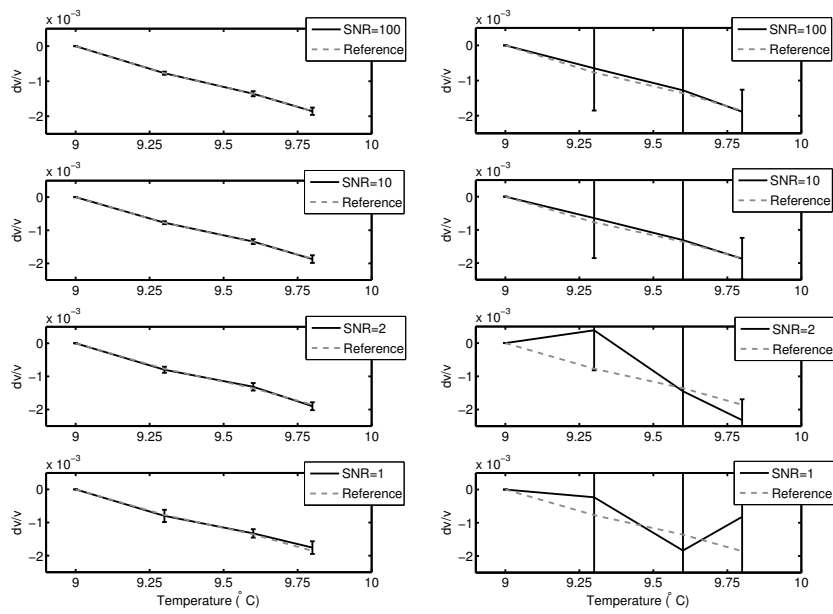 x 10⁻³
SNR=100
Reference
0
−1
−2
dv/v
9 9.25 9.5 9.75 10
x 10⁻³
SNR=100
Reference
0
−1
−2
dv/v
9 9.25 9.5 9.75 10
x 10⁻³
SNR=10
Reference
0
−1
−2
dv/v
9 9.25 9.5 9.75 10
x 10⁻³
SNR=10
Reference
0
−1
−2
dv/v
9 9.25 9.5 9.75 10
x 10⁻³
SNR=2
Reference
0
−1
−2
dv/v
9 9.25 9.5 9.75 10
x 10⁻³
SNR=2
Reference
0
−1
−2
dv/v
9 9.25 9.5 9.75 10
x 10⁻³
SNR=1
Reference
0
−1
−2
dv/v
9 9.25 9.5 9.75 10
Temperature (° C)
x 10⁻³
SNR=1
Reference
0
−1
−2
dv/v
9 9.25 9.5 9.75 10
Temperature (° C)